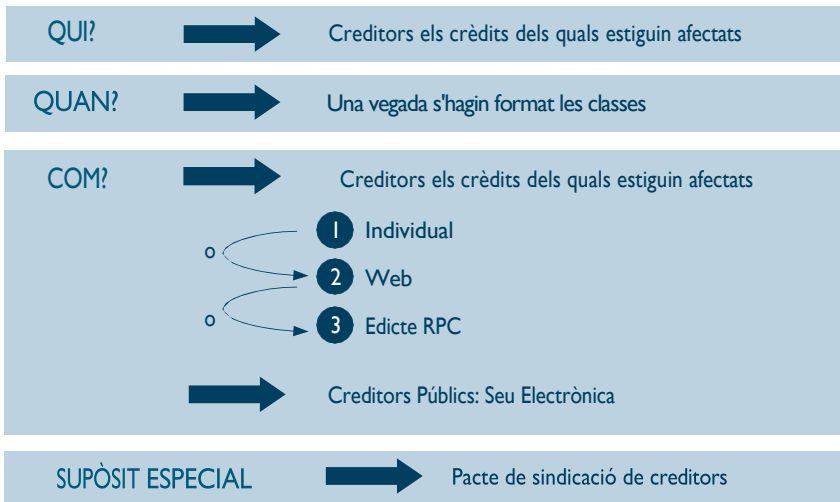 QUI? Creditors els crèdits dels quals estiguin afectats
QUAN? Una vegada s'hagin format les classes
COM? Creditors els crèdits dels quals estiguin afectats
1 Individual
o
2 Web
o
3 Edicte RPC
Creditors Públics: Seu Electrònica
SUPÒSIT ESPECIAL Pacte de sindicació de creditors